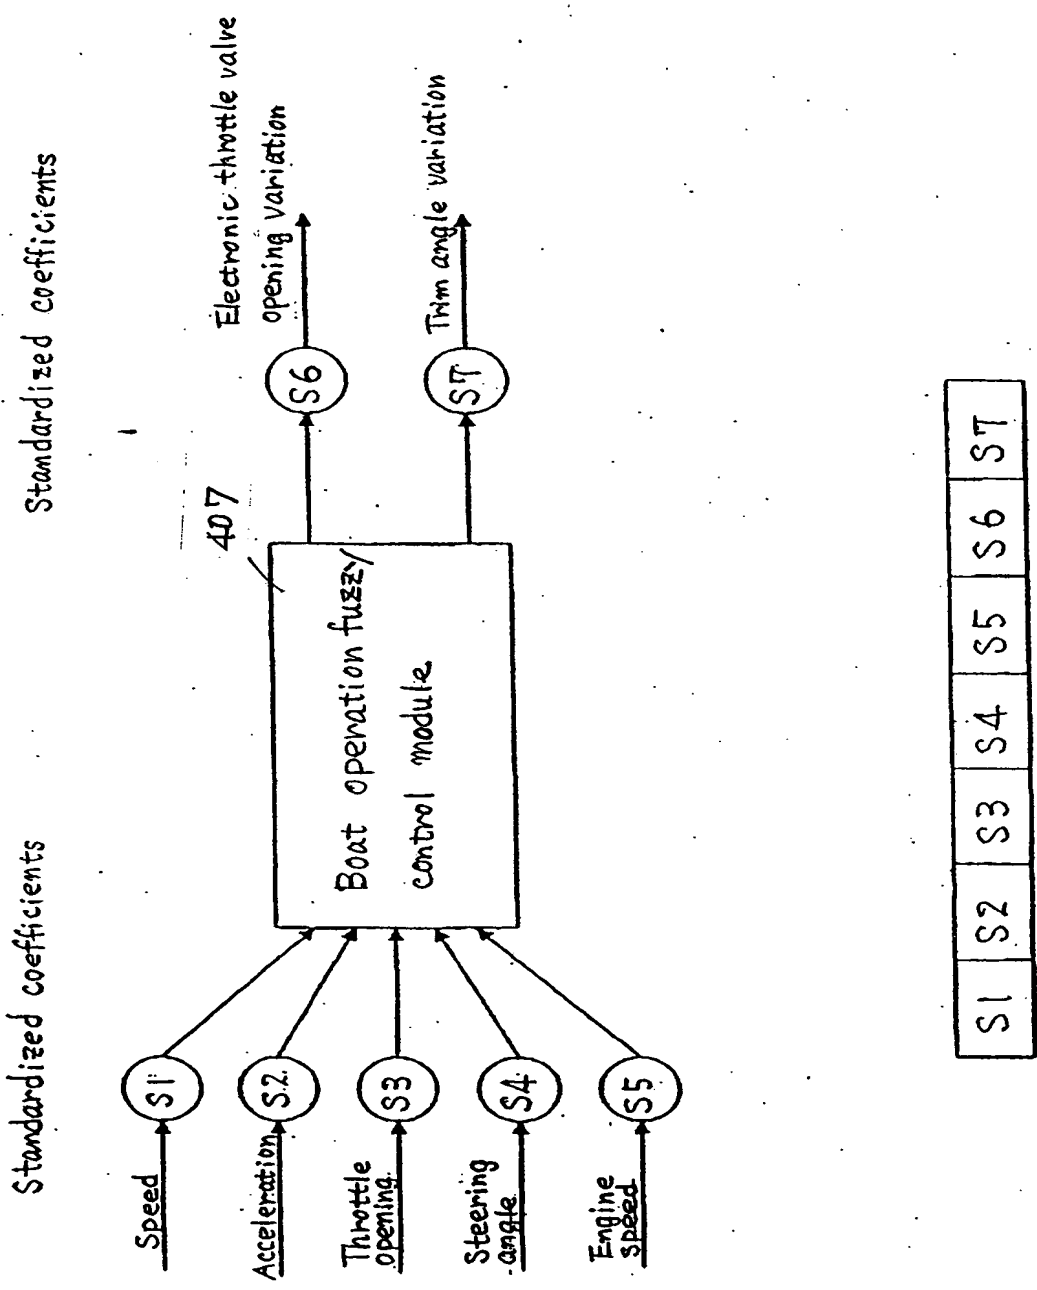 Standardized coefficients
Standardized coefficients
Speed
S1
Acceleration
S2
Throttle
opening
S3
Steering
angle
S4
Engine
speed
S5
407
Boat operation fuzzy
control module
S6
Electronic throttle valve
opening variation
S7
Trim angle variation
S1 S2 S3 S4 S5 S6 S7